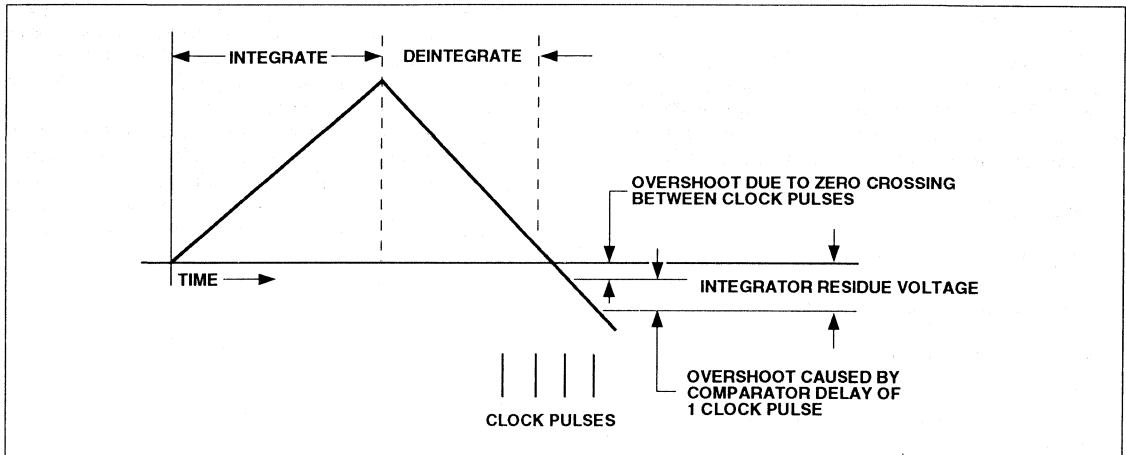 INTEGRATE
DEINTEGRATE
OVERSHOOT DUE TO ZERO CROSSING
BETWEEN CLOCK PULSES
TIME
INTEGRATOR RESIDUE VOLTAGE
OVERSHOOT CAUSED BY
COMPARATOR DELAY OF
1 CLOCK PULSE
CLOCK PULSES